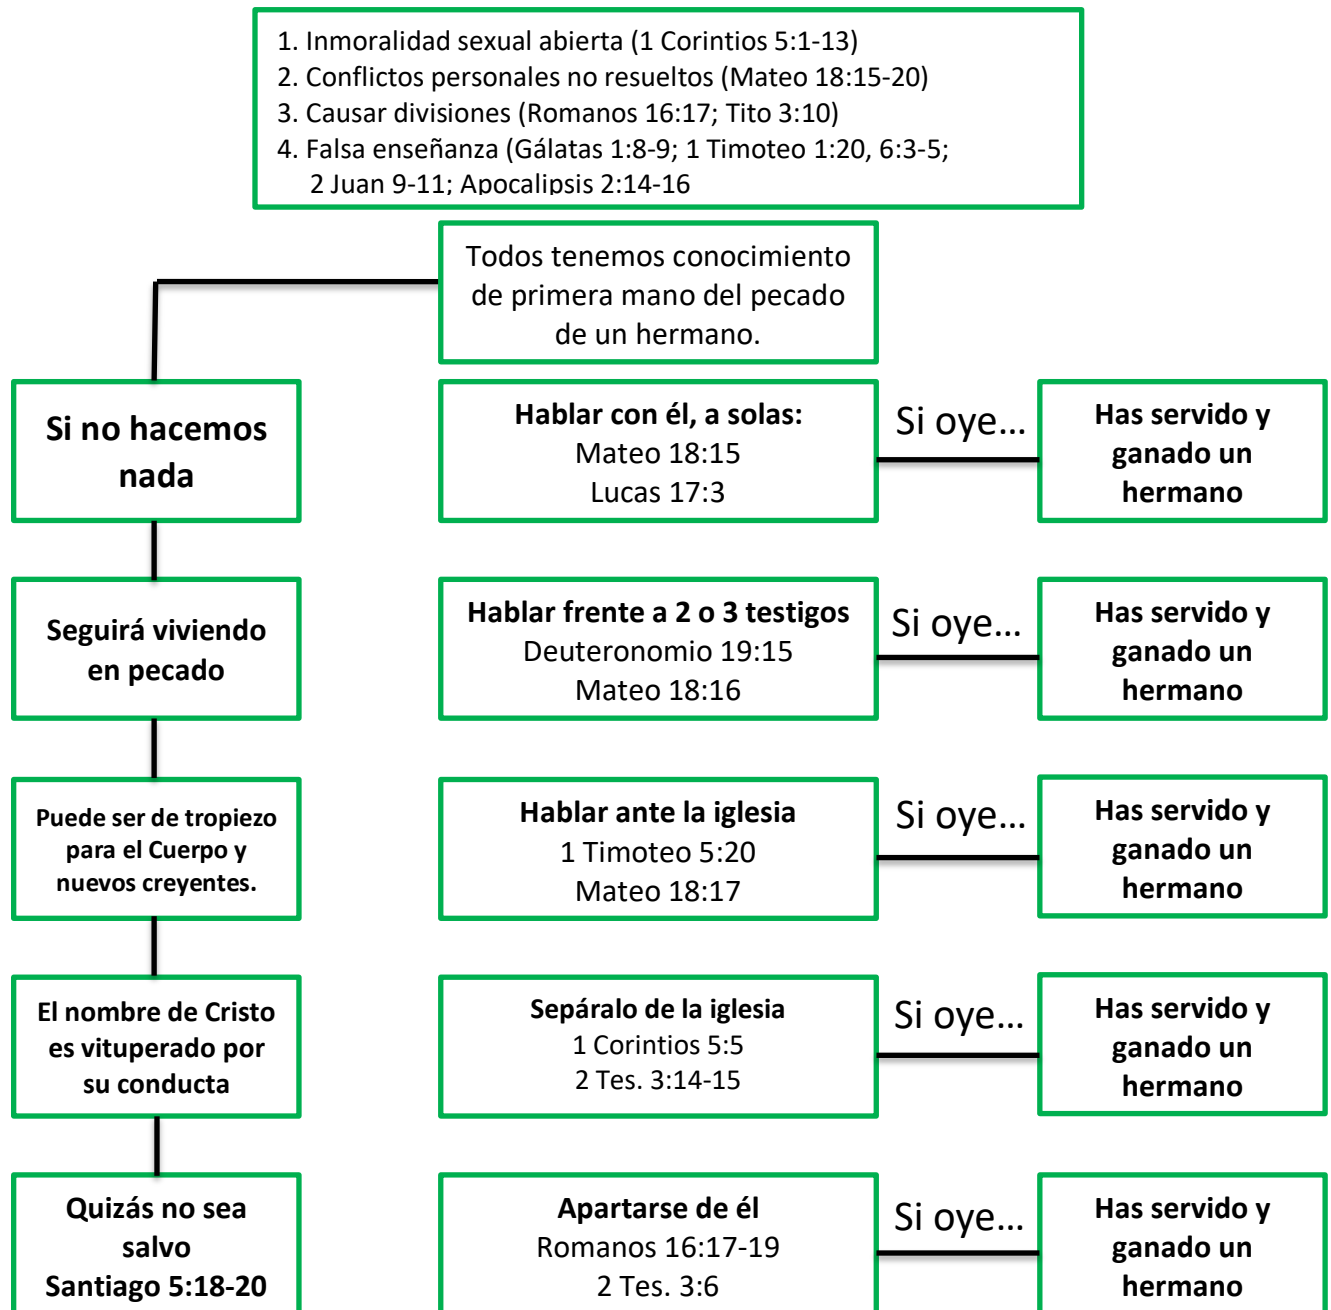 1. Inmoralidad sexual abierta (1 Corintios 5:1-13)
2. Conflictos personales no resueltos (Mateo 18:15-20)
3. Causar divisiones (Romanos 16:17; Tito 3:10)
4. Falsa enseñanza (Gálatas 1:8-9; 1 Timoteo 1:20, 6:3-5;
2 Juan 9-11; Apocalipsis 2:14-16
Todos tenemos conocimiento
de primera mano del pecado
de un hermano.
Si no hacemos
nada
Hablar con él, a solas:
Mateo 18:15
Lucas 17:3
Si oye...
Has servido y
ganado un
hermano
Seguirá viviendo
en pecado
Hablar frente a 2 o 3 testigos
Deuteronomio 19:15
Mateo 18:16
Si oye...
Has servido y
ganado un
hermano
Puede ser de tropiezo
para el Cuerpo y
nuevos creyentes.
Hablar ante la iglesia
1 Timoteo 5:20
Mateo 18:17
Si oye...
Has servido y
ganado un
hermano
El nombre de Cristo
es vituperado por
su conducta
Sepáralo de la iglesia
1 Corintios 5:5
2 Tes. 3:14-15
Si oye...
Has servido y
ganado un
hermano
Quizás no sea
salvo
Santiago 5:18-20
Apartarse de él
Romanos 16:17-19
2 Tes. 3:6
Si oye...
Has servido y
ganado un
hermano